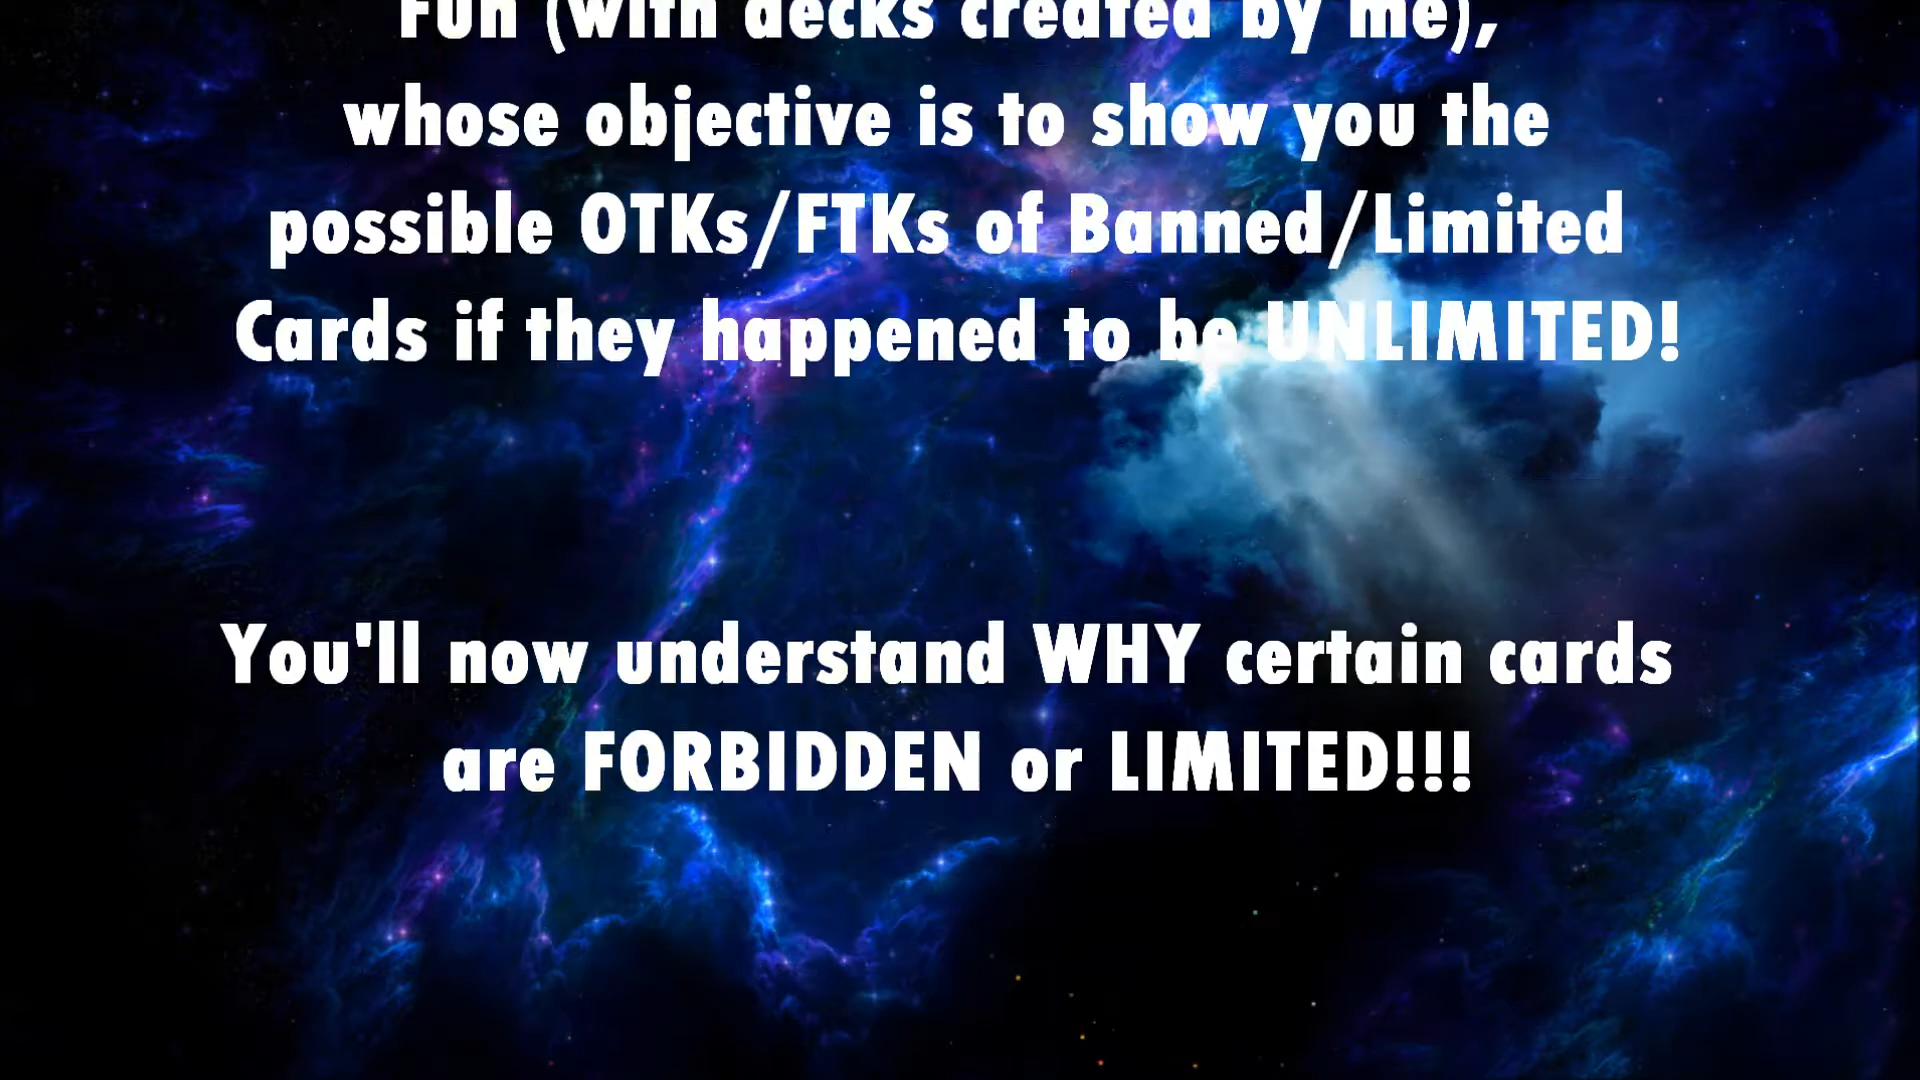 Fun (with decks created by me),
whose objective is to show you the
possible OTKs/FTKs of Banned/Limited
Cards if they happened to be UNLIMITED!
You'll now understand WHY certain cards
are FORBIDDEN or LIMITED!!!